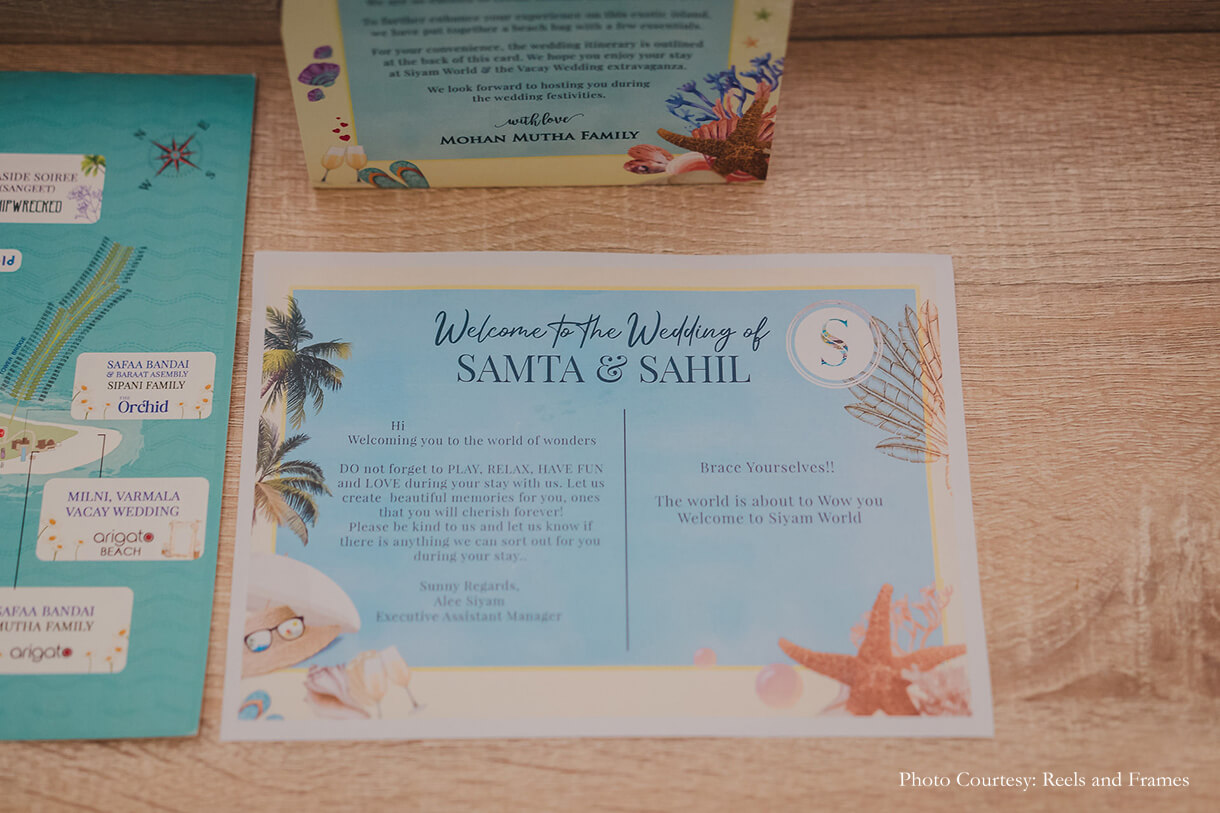 To further enhance your experience on this exotic island,
we have put together a beach bag with a few essentials.
For your convenience, the wedding itinerary is outlined
at the back of this card. We hope you enjoy your stay
at Siyam World & the Vacay Wedding extravaganza.
We look forward to hosting you during
the wedding festivities.
with love
MOHAN MUTHA FAMILY
N
E
W
S
ASIDE SOIREE
(SANGEET)
HIPWRECKED
ld
SAFAA BANDAI
& BARAAT ASEMBLY
SIPANI FAMILY
THE
Orchid
MILNI, VARMALA
VACAY WEDDING
arigato
BEACH
SAFAA BANDAI
MUTHA FAMILY
arigato
Welcome to the Wedding of
SAMTA & SAHIL
S
Hi
Welcoming you to the world of wonders
DO not forget to PLAY, RELAX, HAVE FUN
and LOVE during your stay with us. Let us
create beautiful memories for you, ones
that you will cherish forever!
Please be kind to us and let us know if
there is anything we can sort out for you
during your stay..
Sunny Regards,
Alee Siyam
Executive Assistant Manager
Brace Yourselves!!
The world is about to Wow you
Welcome to Siyam World
Photo Courtesy: Reels and Frames